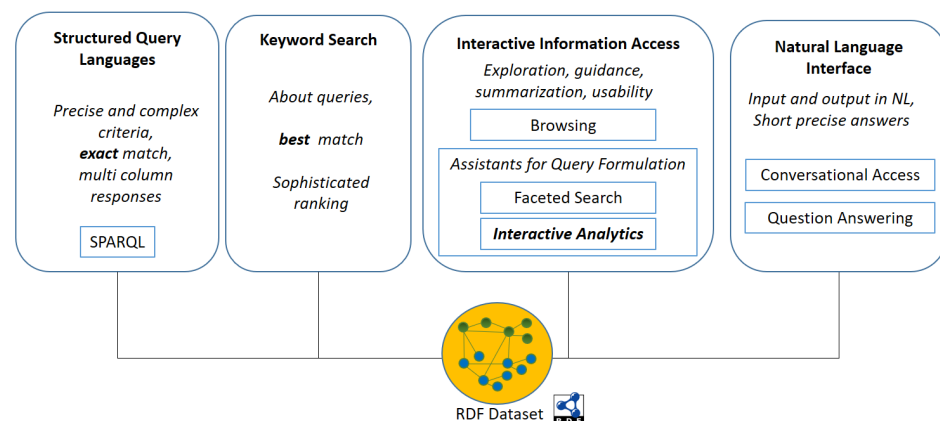 Structured Query
Languages
Precise and complex
criteria,
exact match,
multi column
responses
SPARQL
Keyword Search
About queries,
best match
Sophisticated
ranking
Interactive Information Access
Exploration, guidance,
summarization, usability
Browsing
Assistants for Query Formulation
Faceted Search
Interactive Analytics
Natural Language
Interface
Input and output in NL,
Short precise answers
Conversational Access
Question Answering
RDF Dataset